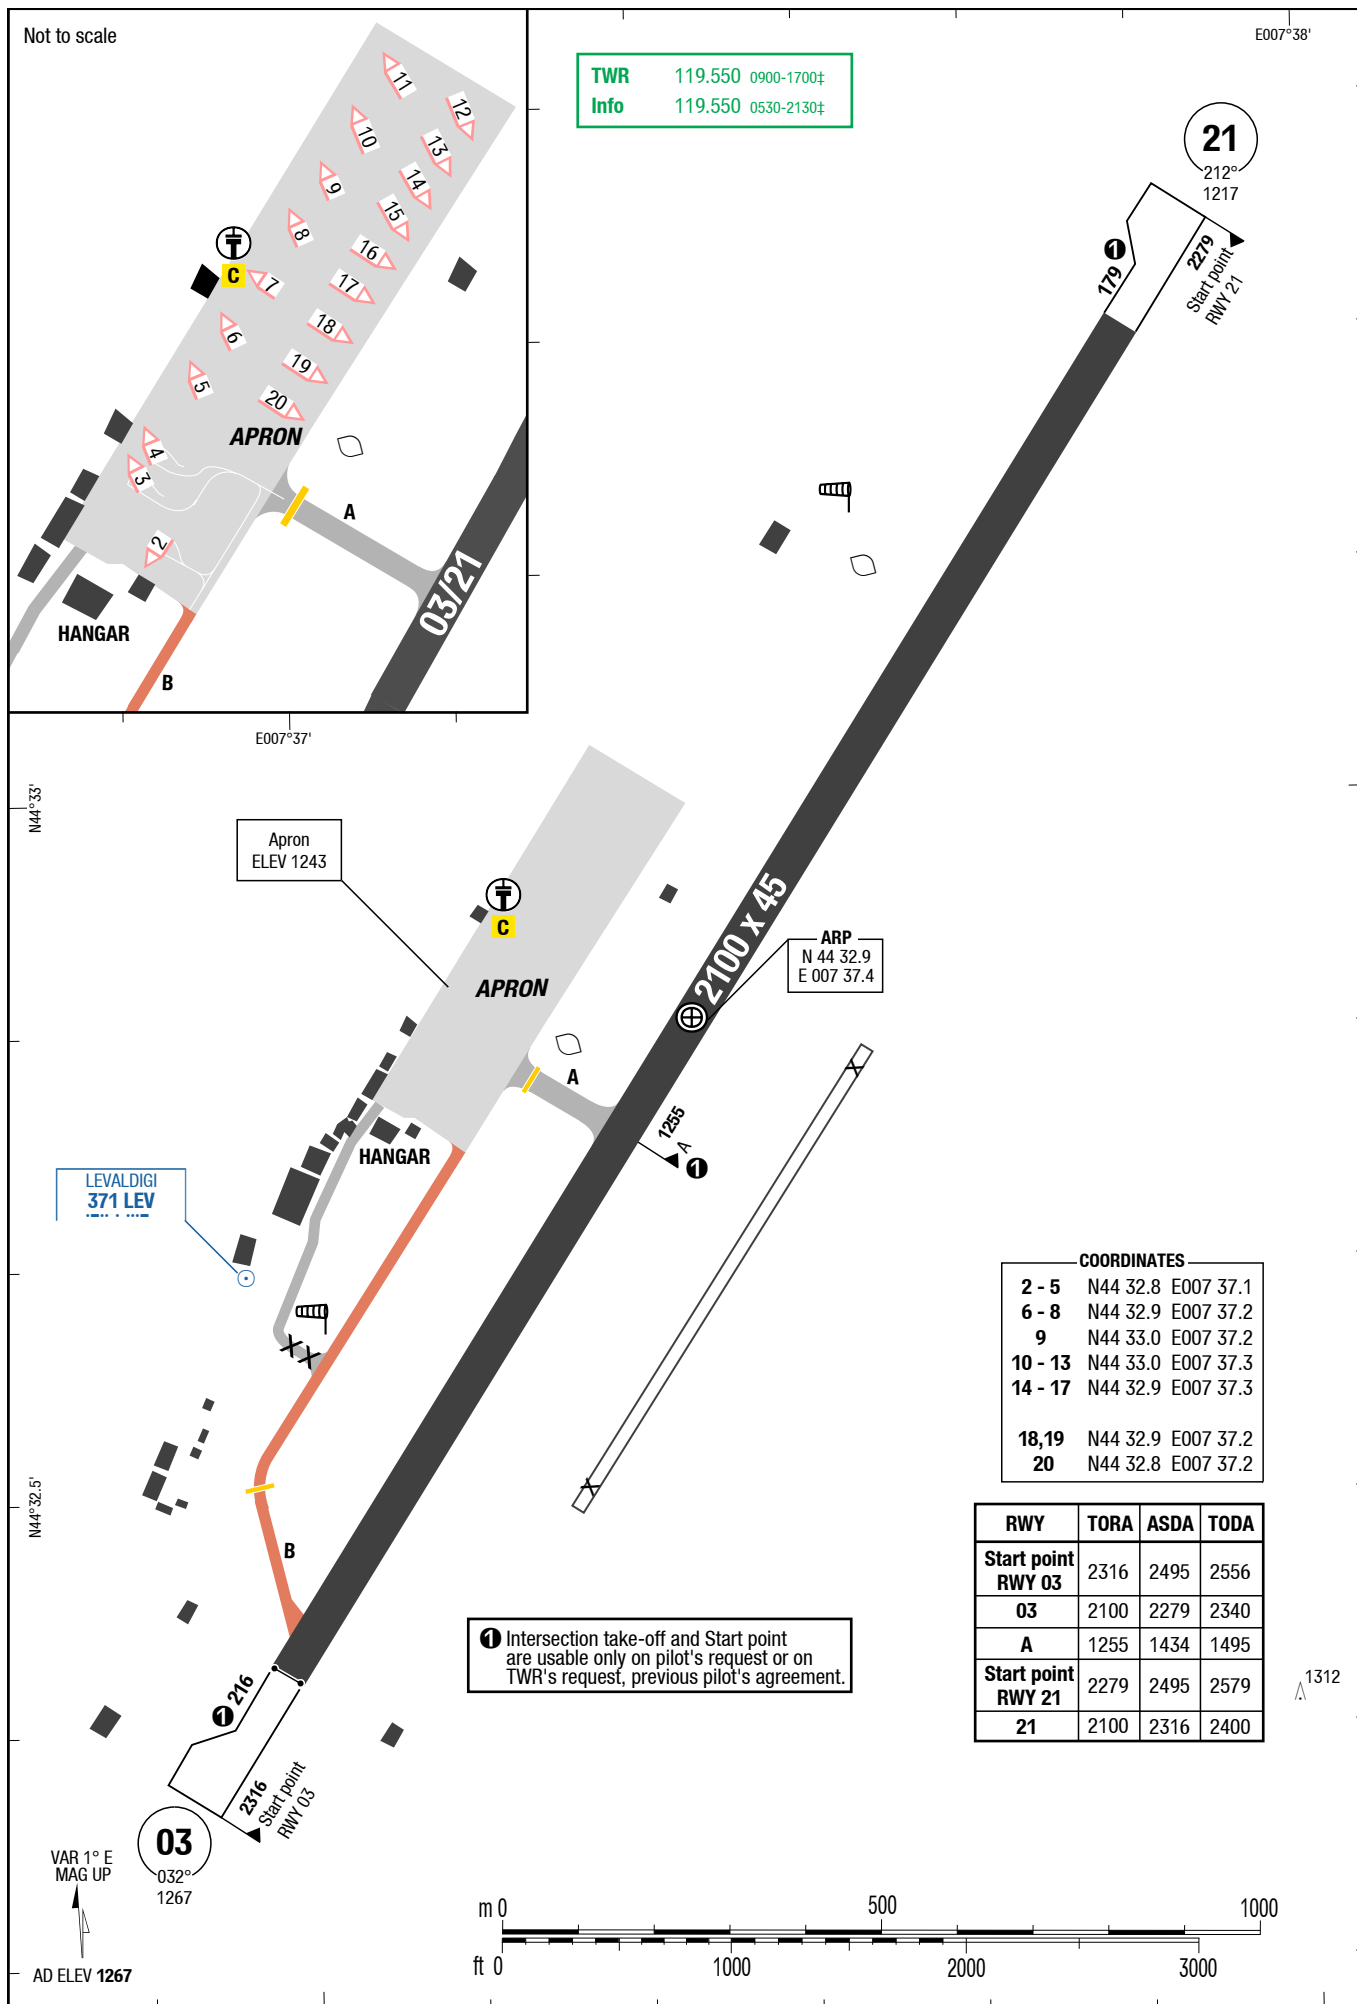 Not to scale
11
12
10
13
9
14
15
8
16
C
7
17
6
18
5
19
20
APRON
4
3
A
2
03/21
HANGAR
B
TWR 119.550 0900-1700‡
Info 119.550 0530-2130‡
E007°38'
21
212°
1217
1
179
2279
Start point
RWY 21
E007°37'
N44°33'
Apron
ELEV 1243
C
APRON
2100 x 45
ARP
N 44 32.9
E 007 37.4
A
1255
A
1
HANGAR
LEVALDIGI
371 LEV
COORDINATES
2 - 5 N44 32.8 E007 37.1
6 - 8 N44 32.9 E007 37.2
9 N44 33.0 E007 37.2
10 - 13 N44 33.0 E007 37.3
14 - 17 N44 32.9 E007 37.3
18,19 N44 32.9 E007 37.2
20 N44 32.8 E007 37.2
N44°32.5'
B
RWY TORA ASDA TODA
Start point
RWY 03 2316 2495 2556
03 2100 2279 2340
A 1255 1434 1495
Start point
RWY 21 2279 2495 2579
21 2100 2316 2400
1 Intersection take-off and Start point
are usable only on pilot's request or on
TWR's request, previous pilot's agreement.
1312
1 216
2316
Start point
RWY 03
03
032°
1267
VAR 1° E
MAG UP
AD ELEV 1267
m 0 500 1000
ft 0 1000 2000 3000